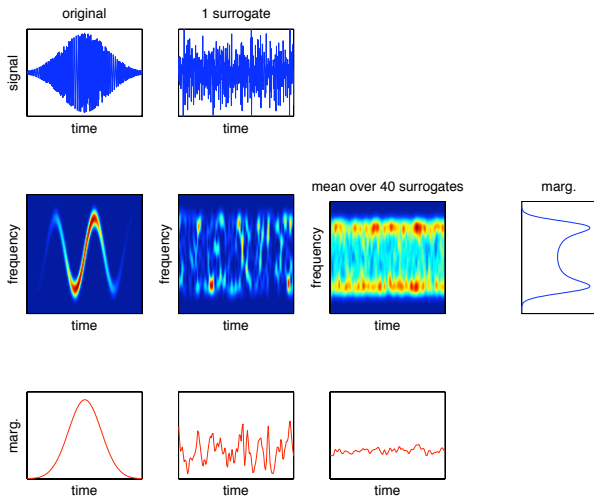 original
1 surrogate
signal
time
time
mean over 40 surrogates
marg.
frequency
frequency
frequency
time
time
time
marg.
time
time
time